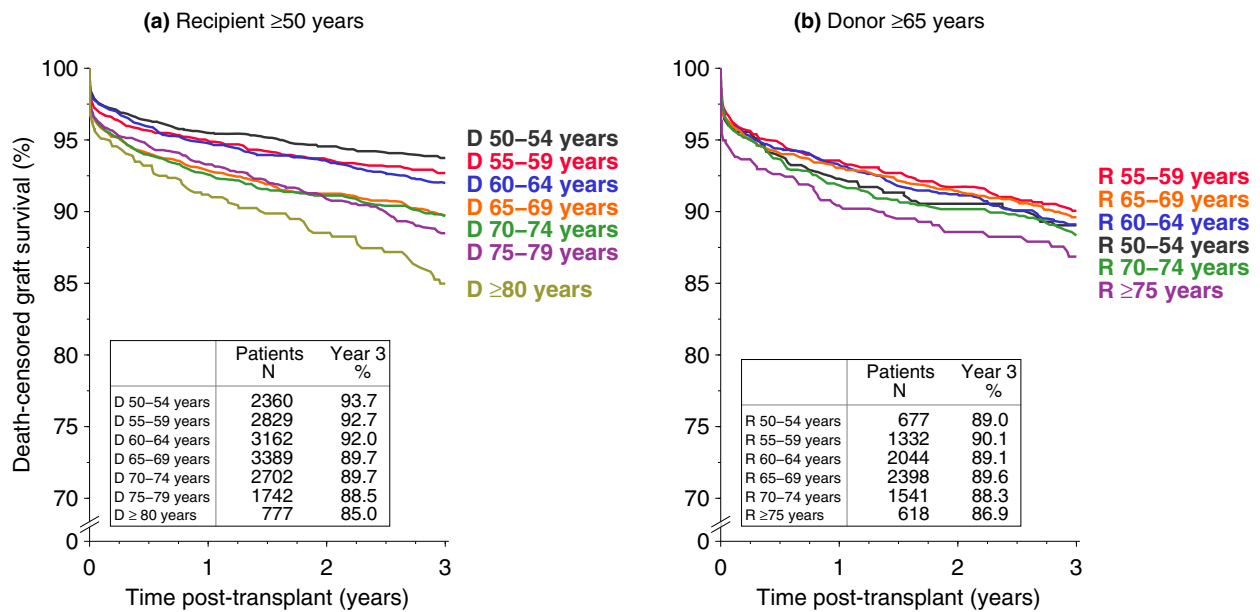 (a) Recipient ≥50 years
Death-censored graft survival (%)
100
95
90
85
80
75
70
0
D 50–54 years
D 55–59 years
D 60–64 years
D 65–69 years
D 70–74 years
D 75–79 years
D ≥80 years
Patients N Year 3 %
D 50–54 years 2360 93.7
D 55–59 years 2829 92.7
D 60–64 years 3162 92.0
D 65–69 years 3389 89.7
D 70–74 years 2702 89.7
D 75–79 years 1742 88.5
D ≥ 80 years 777 85.0
0 1 2 3
Time post-transplant (years)
(b) Donor ≥65 years
100
95
90
85
80
75
70
0
R 55–59 years
R 65–69 years
R 60–64 years
R 50–54 years
R 70–74 years
R ≥75 years
Patients N Year 3 %
R 50–54 years 677 89.0
R 55–59 years 1332 90.1
R 60–64 years 2044 89.1
R 65–69 years 2398 89.6
R 70–74 years 1541 88.3
R ≥75 years 618 86.9
0 1 2 3
Time post-transplant (years)